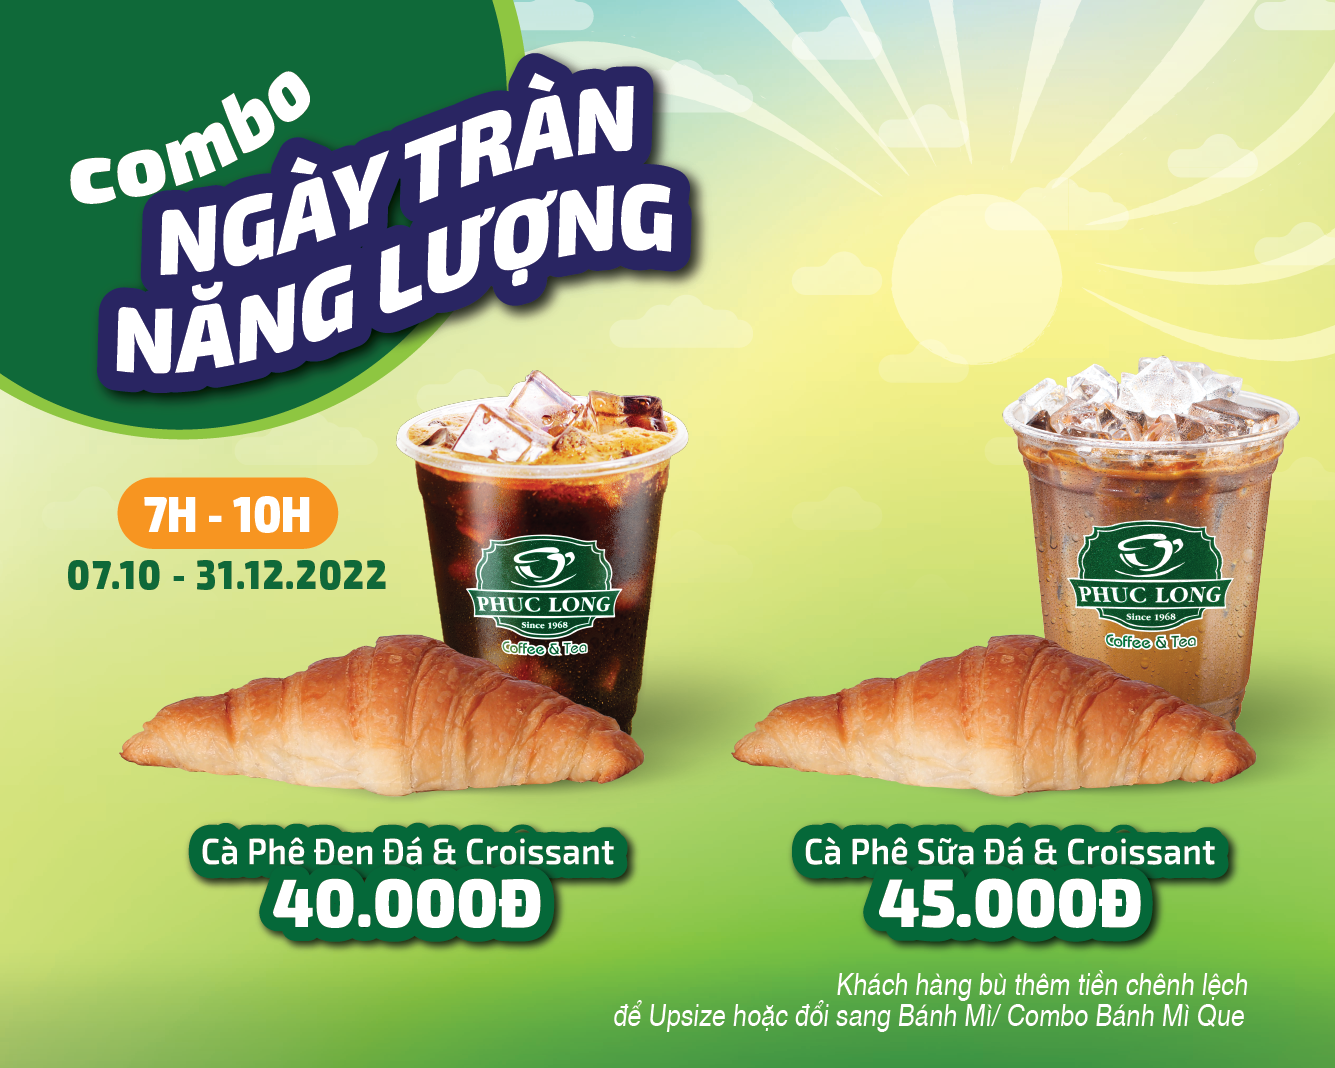 combo
NGÀY TRÀN
NĂNG LƯỢNG
7H - 10H
07.10 - 31.12.2022
PHUC LONG
Since 1968
Coffee & Tea
PHUC LONG
Since 1968
Coffee & Tea
Cà Phê Đen Đá & Croissant
40.000Đ
Cà Phê Sữa Đá & Croissant
45.000Đ
Khách hàng bù thêm tiền chênh lệch
để Upsize hoặc đổi sang Bánh Mì/ Combo Bánh Mì Que